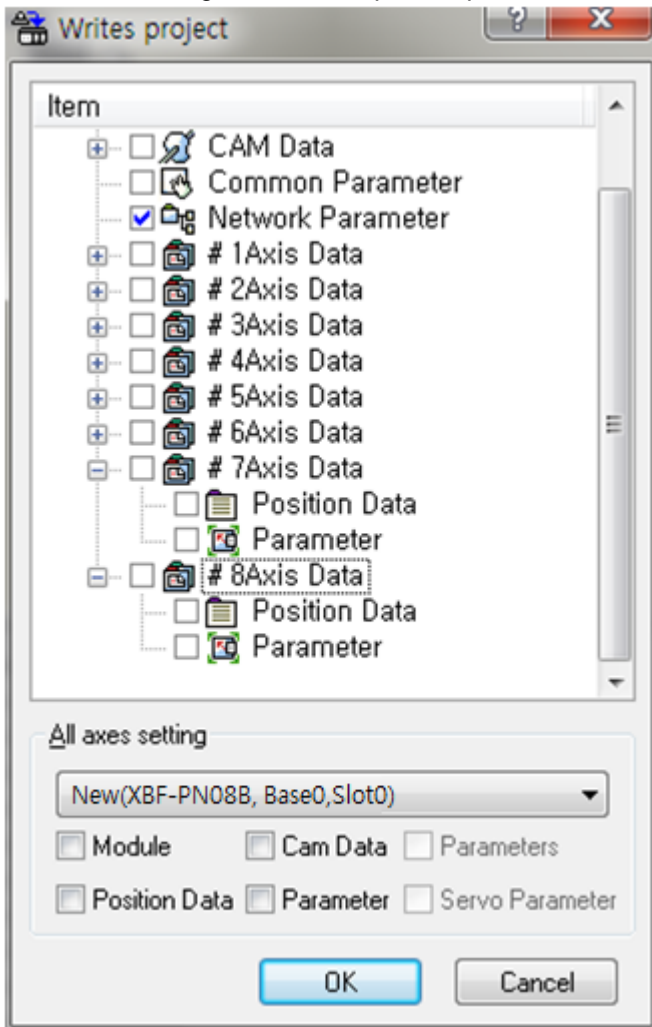 Writes project
Item
CAM Data
Common Parameter
Network Parameter
# 1Axis Data
# 2Axis Data
# 3Axis Data
# 4Axis Data
# 5Axis Data
# 6Axis Data
# 7Axis Data
Position Data
Parameter
# 8Axis Data
Position Data
Parameter
All axes setting
New(XBF-PN08B, Base0,Slot0)
Module Cam Data Parameters
Position Data Parameter Servo Parameter
OK Cancel